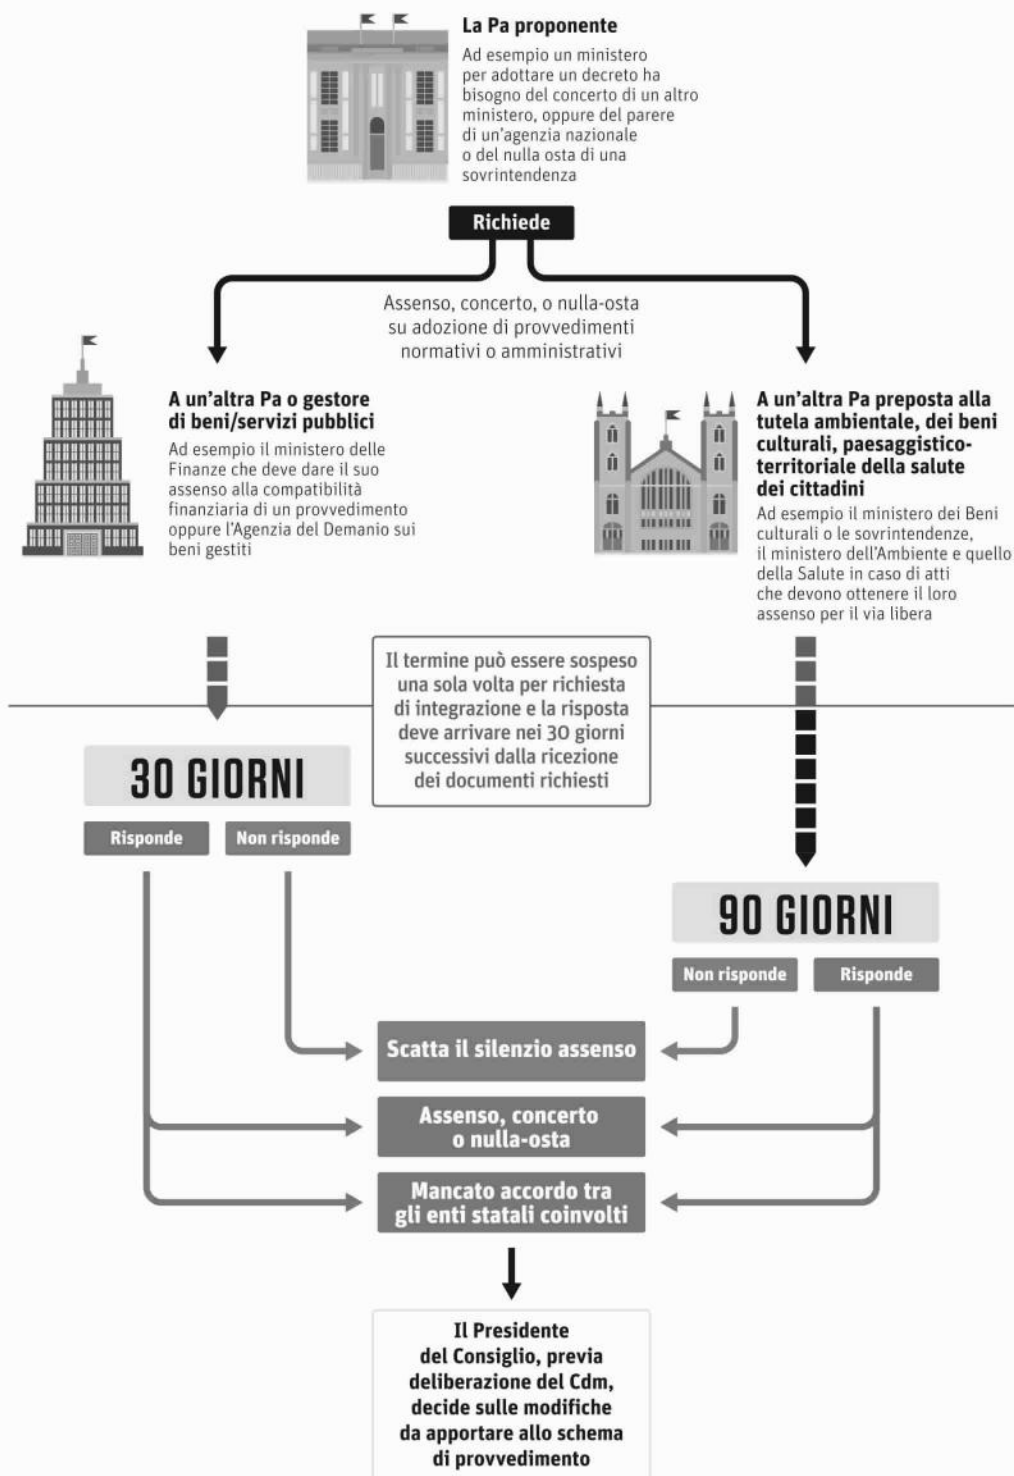 La Pa proponente
Ad esempio un ministero
per adottare un decreto ha
bisogno del concerto di un altro
ministero, oppure del parere
di un'agenzia nazionale
o del nulla osta di una
sovrintendenza
Richiede
Assenso, concerto, o nulla-osta
su adozione di provvedimenti
normativi o amministrativi
A un'altra Pa o gestore
di beni/servizi pubblici
Ad esempio il ministero delle
Finanze che deve dare il suo
assenso alla compatibilità
finanziaria di un provvedimento
oppure l'Agenzia del Demanio sui
beni gestiti
A un'altra Pa preposta alla
tutela ambientale, dei beni
culturali, paesaggistico-
territoriale della salute
dei cittadini
Ad esempio il ministero dei Beni
culturali o le sovrintendenze,
il ministero dell'Ambiente e quello
della Salute in caso di atti
che devono ottenere il loro
assenso per il via libera
Il termine può essere sospeso
una sola volta per richiesta
di integrazione e la risposta
deve arrivare nei 30 giorni
successivi dalla ricezione
dei documenti richiesti
30 GIORNI
Risponde
Non risponde
90 GIORNI
Non risponde
Risponde
Scatta il silenzio assenso
Assenso, concerto
o nulla-osta
Mancato accordo tra
gli enti statali coinvolti
Il Presidente
del Consiglio, previa
deliberazione del Cdm,
decide sulle modifiche
da apportare allo schema
di provvedimento